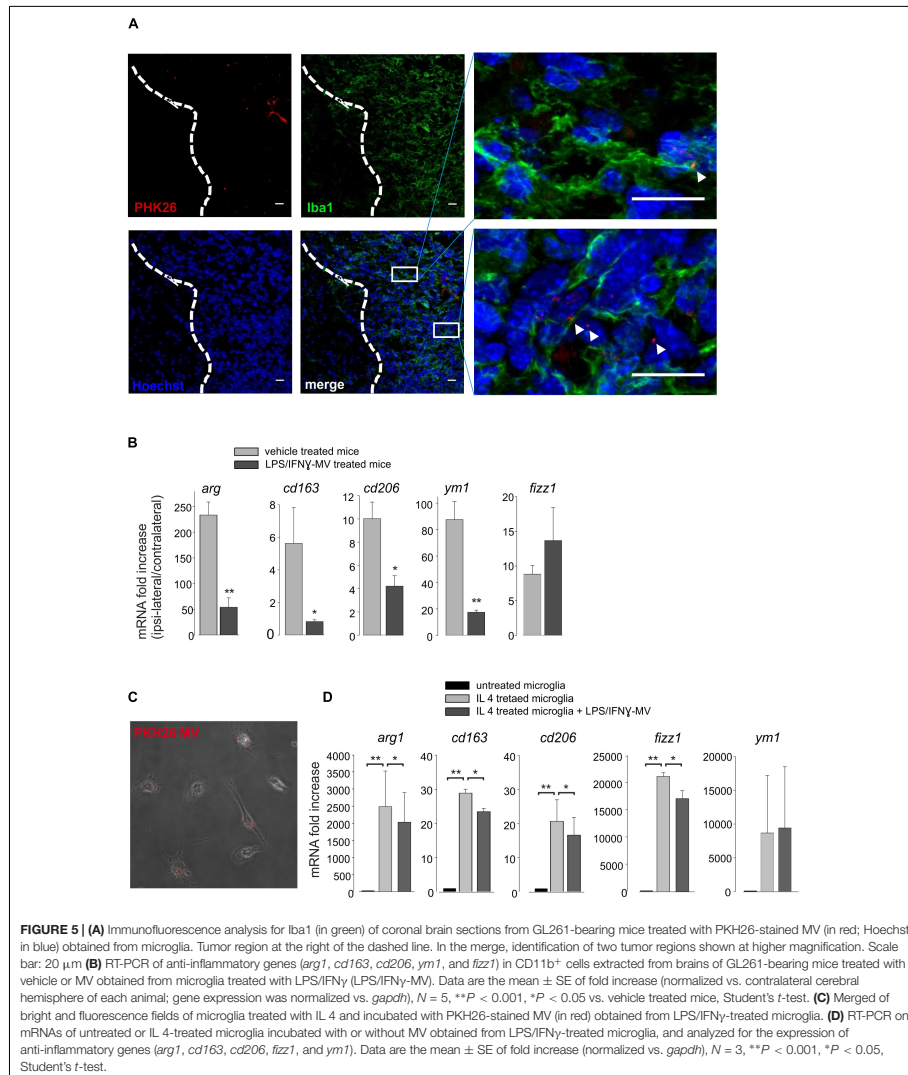 A
PHK26
Iba1
Hoechst
merge
B
vehicle treated mice
LPS/IFNɣ-MV treated mice
arg
cd163
cd206
ym1
fizz1
mRNA fold increase
(ipsi-lateral/contralateral)
250
200
150
100
50
0
**
8
6
4
2
0
*
12
10
8
6
4
2
0
*
100
80
60
40
20
0
**
20
15
10
5
0
C
PKH26 MV
D
untreated microglia
IL 4 tretaed microglia
IL 4 treated microglia + LPS/IFNɣ-MV
arg1
cd163
cd206
fizz1
ym1
mRNA fold increase
4000
3500
3000
2500
2000
1500
1000
500
0
** *
40
30
20
10
0
** *
40
30
20
10
0
** *
25000
20000
15000
10000
5000
0
** *
20000
15000
10000
5000
0
FIGURE 5 | (A) Immunofluorescence analysis for Iba1 (in green) of coronal brain sections from GL261-bearing mice treated with PKH26-stained MV (in red; Hoechst
in blue) obtained from microglia. Tumor region at the right of the dashed line. In the merge, identification of two tumor regions shown at higher magnification. Scale
bar: 20 μm (B) RT-PCR of anti-inflammatory genes (arg1, cd163, cd206, ym1, and fizz1) in CD11b+ cells extracted from brains of GL261-bearing mice treated with
vehicle or MV obtained from microglia treated with LPS/IFNγ (LPS/IFNγ-MV). Data are the mean ± SE of fold increase (normalized vs. contralateral cerebral
hemisphere of each animal; gene expression was normalized vs. gapdh), N = 5, **P < 0.001, *P < 0.05 vs. vehicle treated mice, Student's t-test. (C) Merged of
bright and fluorescence fields of microglia treated with IL 4 and incubated with PKH26-stained MV (in red) obtained from LPS/IFNγ-treated microglia. (D) RT-PCR on
mRNAs of untreated or IL 4-treated microglia incubated with or without MV obtained from LPS/IFNγ-treated microglia, and analyzed for the expression of
anti-inflammatory genes (arg1, cd163, cd206, fizz1, and ym1). Data are the mean ± SE of fold increase (normalized vs. gapdh), N = 3, **P < 0.001, *P < 0.05,
Student's t-test.